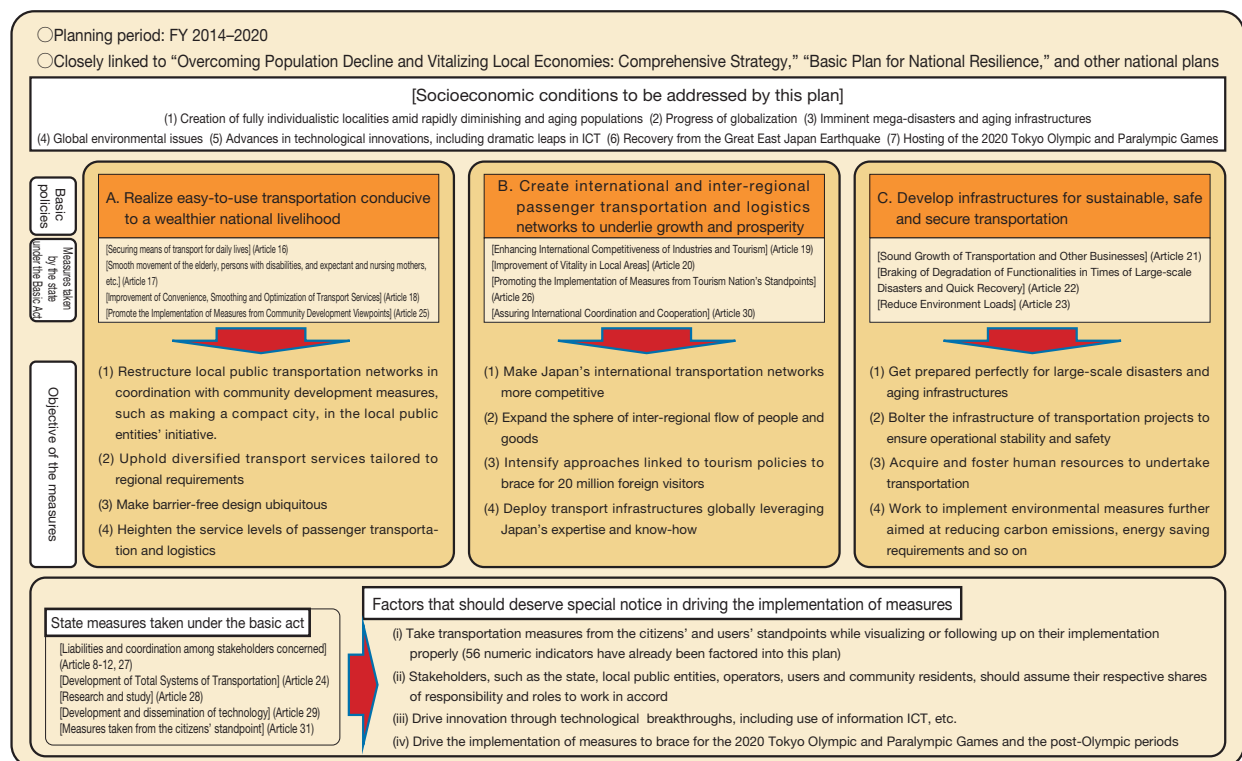 ○Planning period: FY 2014–2020
○Closely linked to “Overcoming Population Decline and Vitalizing Local Economies: Comprehensive Strategy,” “Basic Plan for National Resilience,” and other national plans
[Socioeconomic conditions to be addressed by this plan]
(1) Creation of fully individualistic localities amid rapidly diminishing and aging populations (2) Progress of globalization (3) Imminent mega-disasters and aging infrastructures
(4) Global environmental issues (5) Advances in technological innovations, including dramatic leaps in ICT (6) Recovery from the Great East Japan Earthquake (7) Hosting of the 2020 Tokyo Olympic and Paralympic Games
Basic
policies
A. Realize easy-to-use transportation conducive
to a wealthier national livelihood
B. Create international and inter-regional
passenger transportation and logistics
networks to underlie growth and prosperity
C. Develop infrastructures for sustainable, safe
and secure transportation
Measures taken
by the state
under the Basic Act
[Securing means of transport for daily lives] (Article 16)
[Smooth movement of the elderly, persons with disabilities, and expectant and nursing mothers,
etc.] (Article 17)
[Improvement of Convenience, Smoothing and Optimization of Transport Services] (Article 18)
[Promote the Implementation of Measures from Community Development Viewpoints] (Article 25)
[Enhancing International Competitiveness of Industries and Tourism] (Article 19)
[Improvement of Vitality in Local Areas] (Article 20)
[Promoting the Implementation of Measures from Tourism Nation’s Standpoints]
(Article 26)
[Assuring International Coordination and Cooperation] (Article 30)
[Sound Growth of Transportation and Other Businesses] (Article 21)
[Braking of Degradation of Functionalities in Times of Large-scale
Disasters and Quick Recovery] (Article 22)
[Reduce Environment Loads] (Article 23)
Objective of the measures
(1) Restructure local public transportation networks in
coordination with community development measures,
such as making a compact city, in the local public
entities’ initiative.
(2) Uphold diversified transport services tailored to
regional requirements
(3) Make barrier-free design ubiquitous
(4) Heighten the service levels of passenger transporta-
tion and logistics
(1) Make Japan’s international transportation networks
more competitive
(2) Expand the sphere of inter-regional flow of people and
goods
(3) Intensify approaches linked to tourism policies to
brace for 20 million foreign visitors
(4) Deploy transport infrastructures globally leveraging
Japan’s expertise and know-how
(1) Get prepared perfectly for large-scale disasters and
aging infrastructures
(2) Bolter the infrastructure of transportation projects to
ensure operational stability and safety
(3) Acquire and foster human resources to undertake
transportation
(4) Work to implement environmental measures further
aimed at reducing carbon emissions, energy saving
requirements and so on
State measures taken under the basic act
[Liabilities and coordination among stakeholders concerned]
(Article 8-12, 27)
[Development of Total Systems of Transportation] (Article 24)
[Research and study] (Article 28)
[Development and dissemination of technology] (Article 29)
[Measures taken from the citizens’ standpoint] (Article 31)
Factors that should deserve special notice in driving the implementation of measures
(i) Take transportation measures from the citizens’ and users’ standpoints while visualizing or following up on their implementation
properly (56 numeric indicators have already been factored into this plan)
(ii) Stakeholders, such as the state, local public entities, operators, users and community residents, should assume their respective shares
of responsibility and roles to work in accord
(iii) Drive innovation through technological breakthroughs, including use of information ICT, etc.
(iv) Drive the implementation of measures to brace for the 2020 Tokyo Olympic and Paralympic Games and the post-Olympic periods